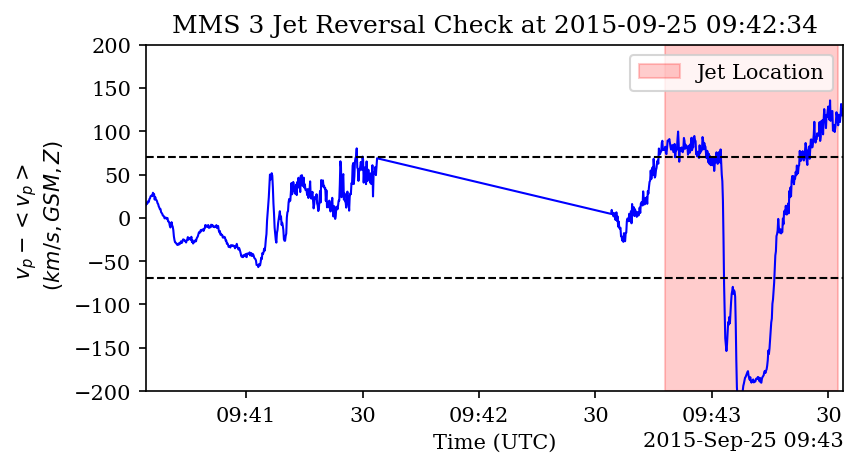 MMS 3 Jet Reversal Check at 2015-09-25 09:42:34
200
150
100
50
0
−50
−100
−150
−200
v_p − < v_p >
(km/s, GSM, Z)
Jet Location
09:41 30 09:42 30 09:43 30
Time (UTC)
2015-Sep-25 09:43